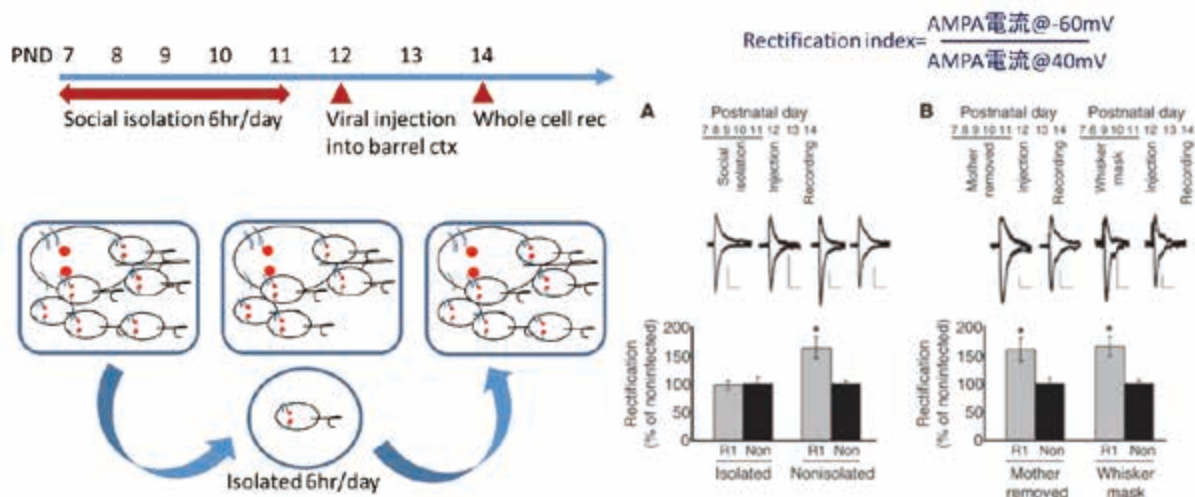 PND 7 8 9 10 11 12 13 14
Social isolation 6hr/day
Viral injection
into barrel ctx
Whole cell rec
Isolated 6hr/day
Rectification index=
AMPA電流@-60mV
AMPA電流@40mV
A
Postnatal day
7 8 9 10 11 12 13 14
Social
isolation
Injection
Recording
Rectification
(% of noninfected)
200
150
100
50
0
*
R1 Non R1 Non
Isolated Nonisolated
B
Postnatal day Postnatal day
7 8 9 10 11 12 13 14 7 8 9 10 11 12 13 14
Mother
removed
Injection
Recording
Whisker
mask
Injection
Recording
Rectification
(% of noninfected)
200
150
100
50
0
* *
R1 Non R1 Non
Mother Whisker
removed mask